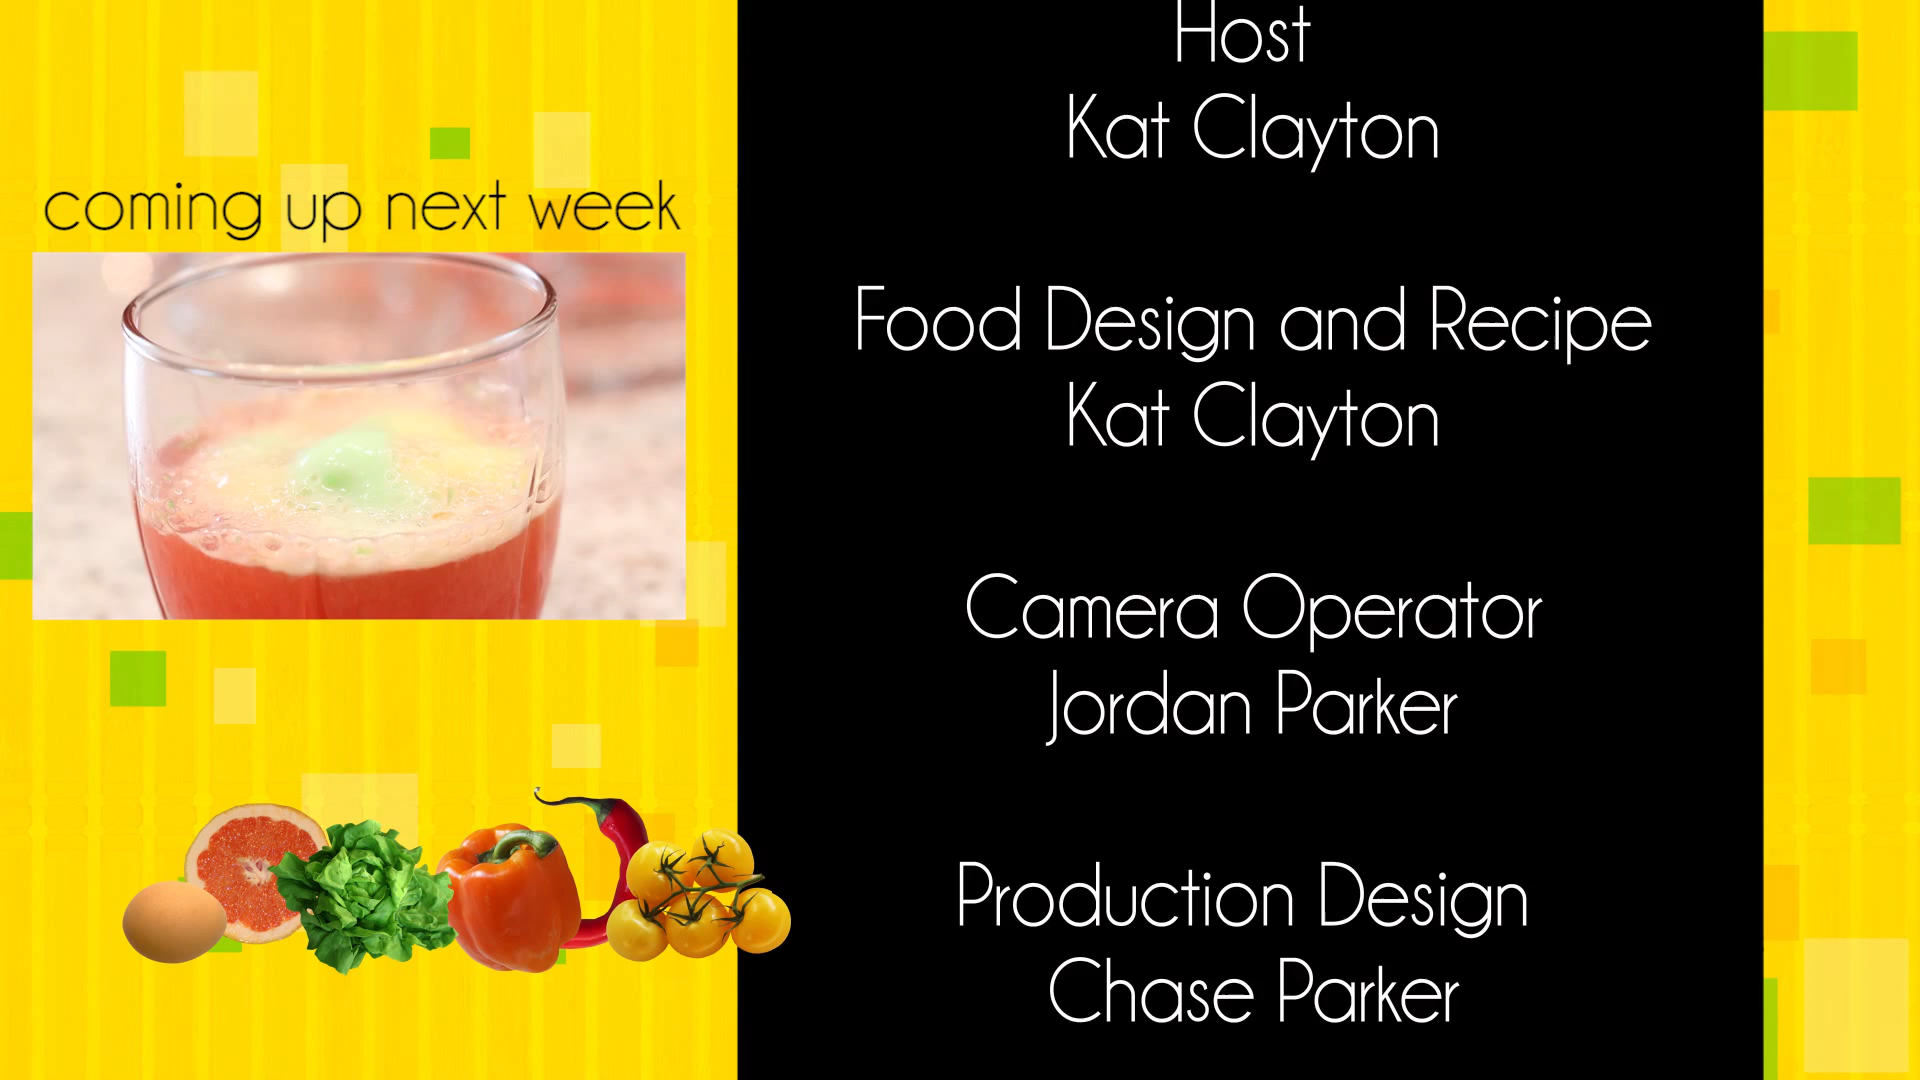 coming up next week
Host
Kat Clayton
Food Design and Recipe
Kat Clayton
Camera Operator
Jordan Parker
Production Design
Chase Parker